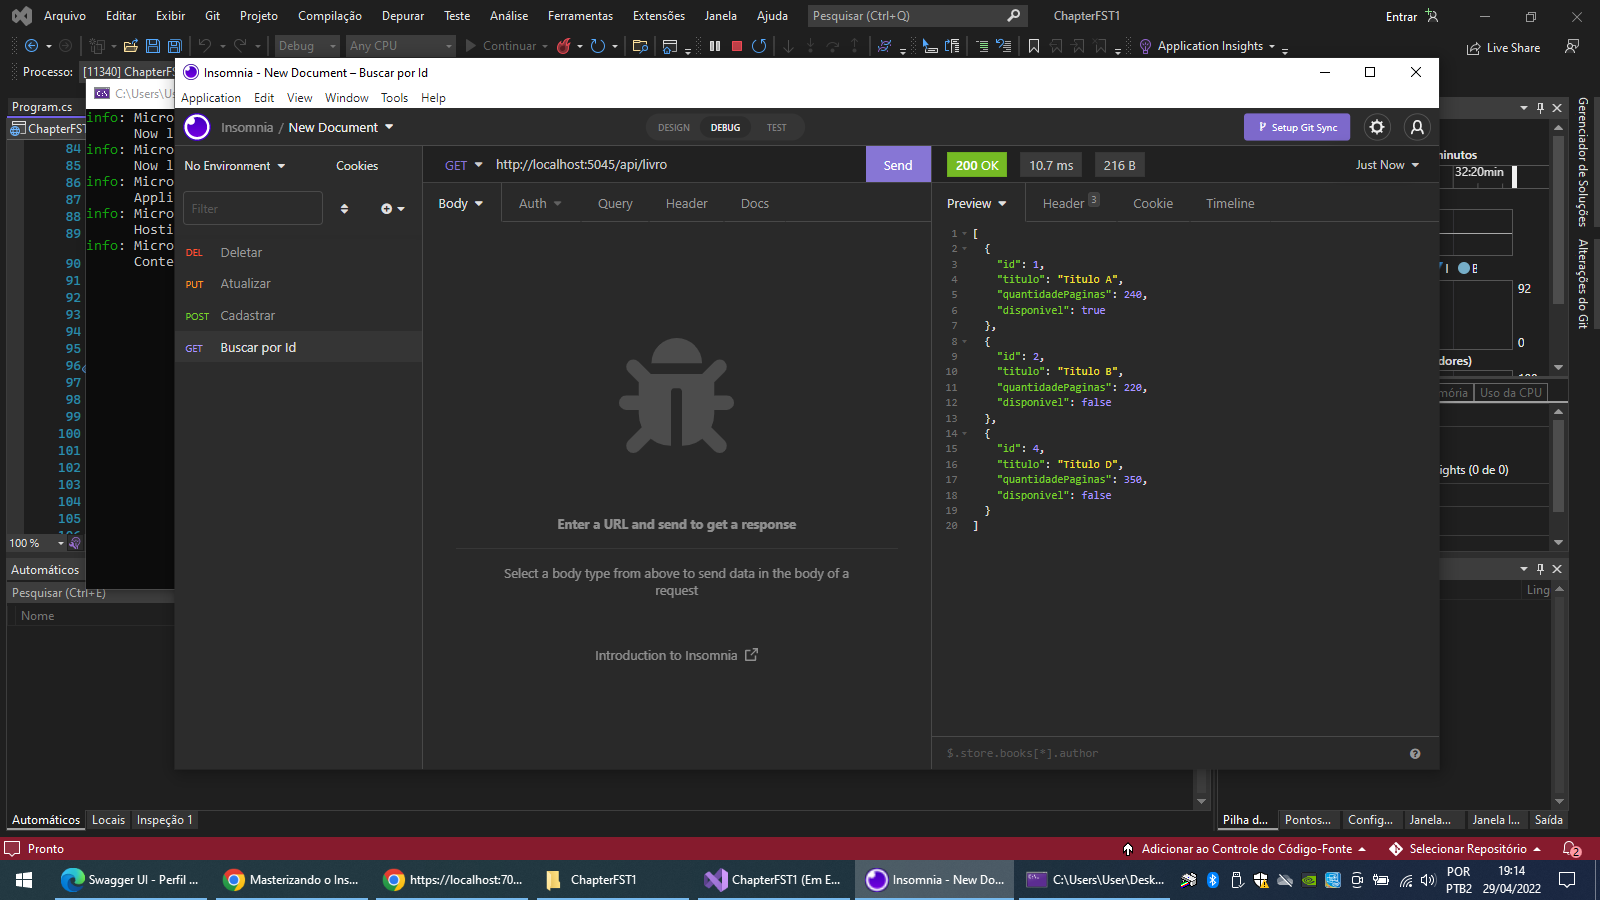 Arquivo Editar Exibir Git Projeto Compilação Depurar Teste Análise Ferramentas Extensões Janela Ajuda Pesquisar (Ctrl+Q) ChapterFST1 Entrar
Debug Any CPU Continuar Application Insights Live Share
Processo: [11340] ChapterFS
Insomnia - New Document – Buscar por Id
Application Edit View Window Tools Help
C:\Users\Us
Program.cs
ChapterFST
84
85
86
87
88
89
90
91
92
93
94
95
96
97
98
99
100
101
102
103
104
105
info: Micro
Now l
info: Micro
Now l
info: Micro
Appli
info: Micro
Hosti
info: Micro
Conte
100 %
Automáticos
Pesquisar (Ctrl+E)
Nome
Insomnia / New Document
DESIGN DEBUG TEST
Setup Git Sync
No Environment Cookies
Filter
DEL Deletar
PUT Atualizar
POST Cadastrar
GET Buscar por Id
GET http://localhost:5045/api/livro Send
Body Auth Query Header Docs
Enter a URL and send to get a response
Select a body type from above to send data in the body of a
request
Introduction to Insomnia
200 OK 10.7 ms 216 B Just Now
Preview Header 3 Cookie Timeline
1 [
2 {
3 "id": 1,
4 "titulo": "Titulo A",
5 "quantidadePaginas": 240,
6 "disponivel": true
7 },
8 {
9 "id": 2,
10 "titulo": "Titulo B",
11 "quantidadePaginas": 220,
12 "disponivel": false
13 },
14 {
15 "id": 4,
16 "titulo": "Titulo D",
17 "quantidadePaginas": 350,
18 "disponivel": false
19 }
20 ]
$.store.books[*].author
minutos
32:20min
92
0
dores)
mória Uso da CPU
ights (0 de 0)
Ling
Gerenciador de Soluções
Alterações do Git
Automáticos Locais Inspeção 1
Pilha d... Pontos... Config... Janela... Janela I... Saída
Pronto Adicionar ao Controle do Código-Fonte Selecionar Repositório 2
Swagger UI - Perfil ... Masterizando o Ins... https://localhost:70... ChapterFST1 ChapterFST1 (Em E... Insomnia - New Do... C:\Users\User\Desk...
POR
PTB2
19:14
29/04/2022